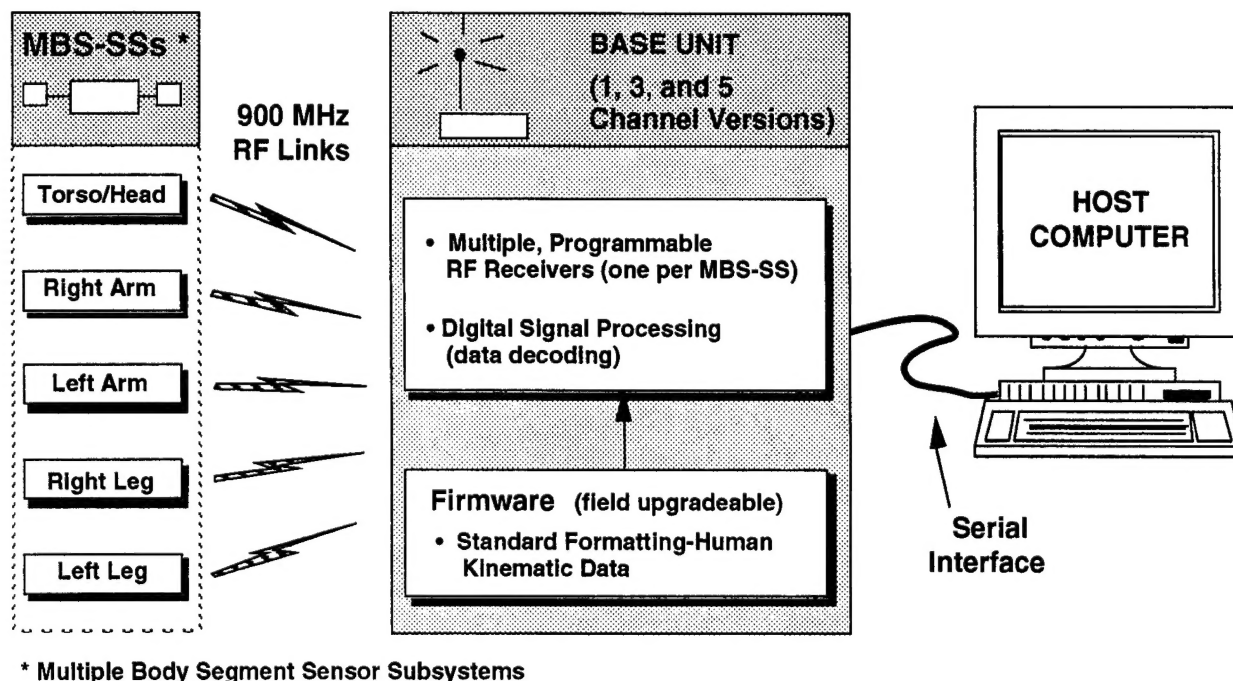 MBS-SSs *
Torso/Head
Right Arm
Left Arm
Right Leg
Left Leg
900 MHz
RF Links
BASE UNIT
(1, 3, and 5
Channel Versions)
• Multiple, Programmable
RF Receivers (one per MBS-SS)
• Digital Signal Processing
(data decoding)
Firmware (field upgradeable)
• Standard Formatting-Human
Kinematic Data
HOST
COMPUTER
Serial
Interface
* Multiple Body Segment Sensor Subsystems